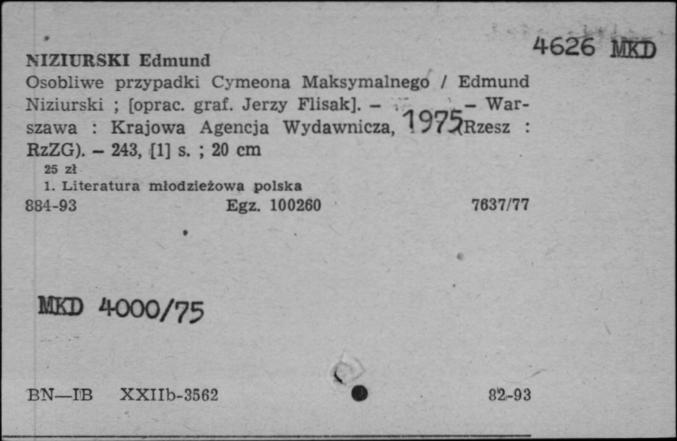 4626 MKD
NIZIURSKI Edmund
Osobliwe przypadki Cymeona Maksymalnego / Edmund
Niziurski ; [oprac. graf. Jerzy Flisak]. – – War-
szawa : Krajowa Agencja Wydawnicza, 1975 (Rzesz :
RzZG). – 243, [1] s. ; 20 cm
25 zł
1. Literatura młodzieżowa polska
884-93 Egz. 100260 7637/77
MKD 4000/75
BN—IB XXIIb-3562 82-93